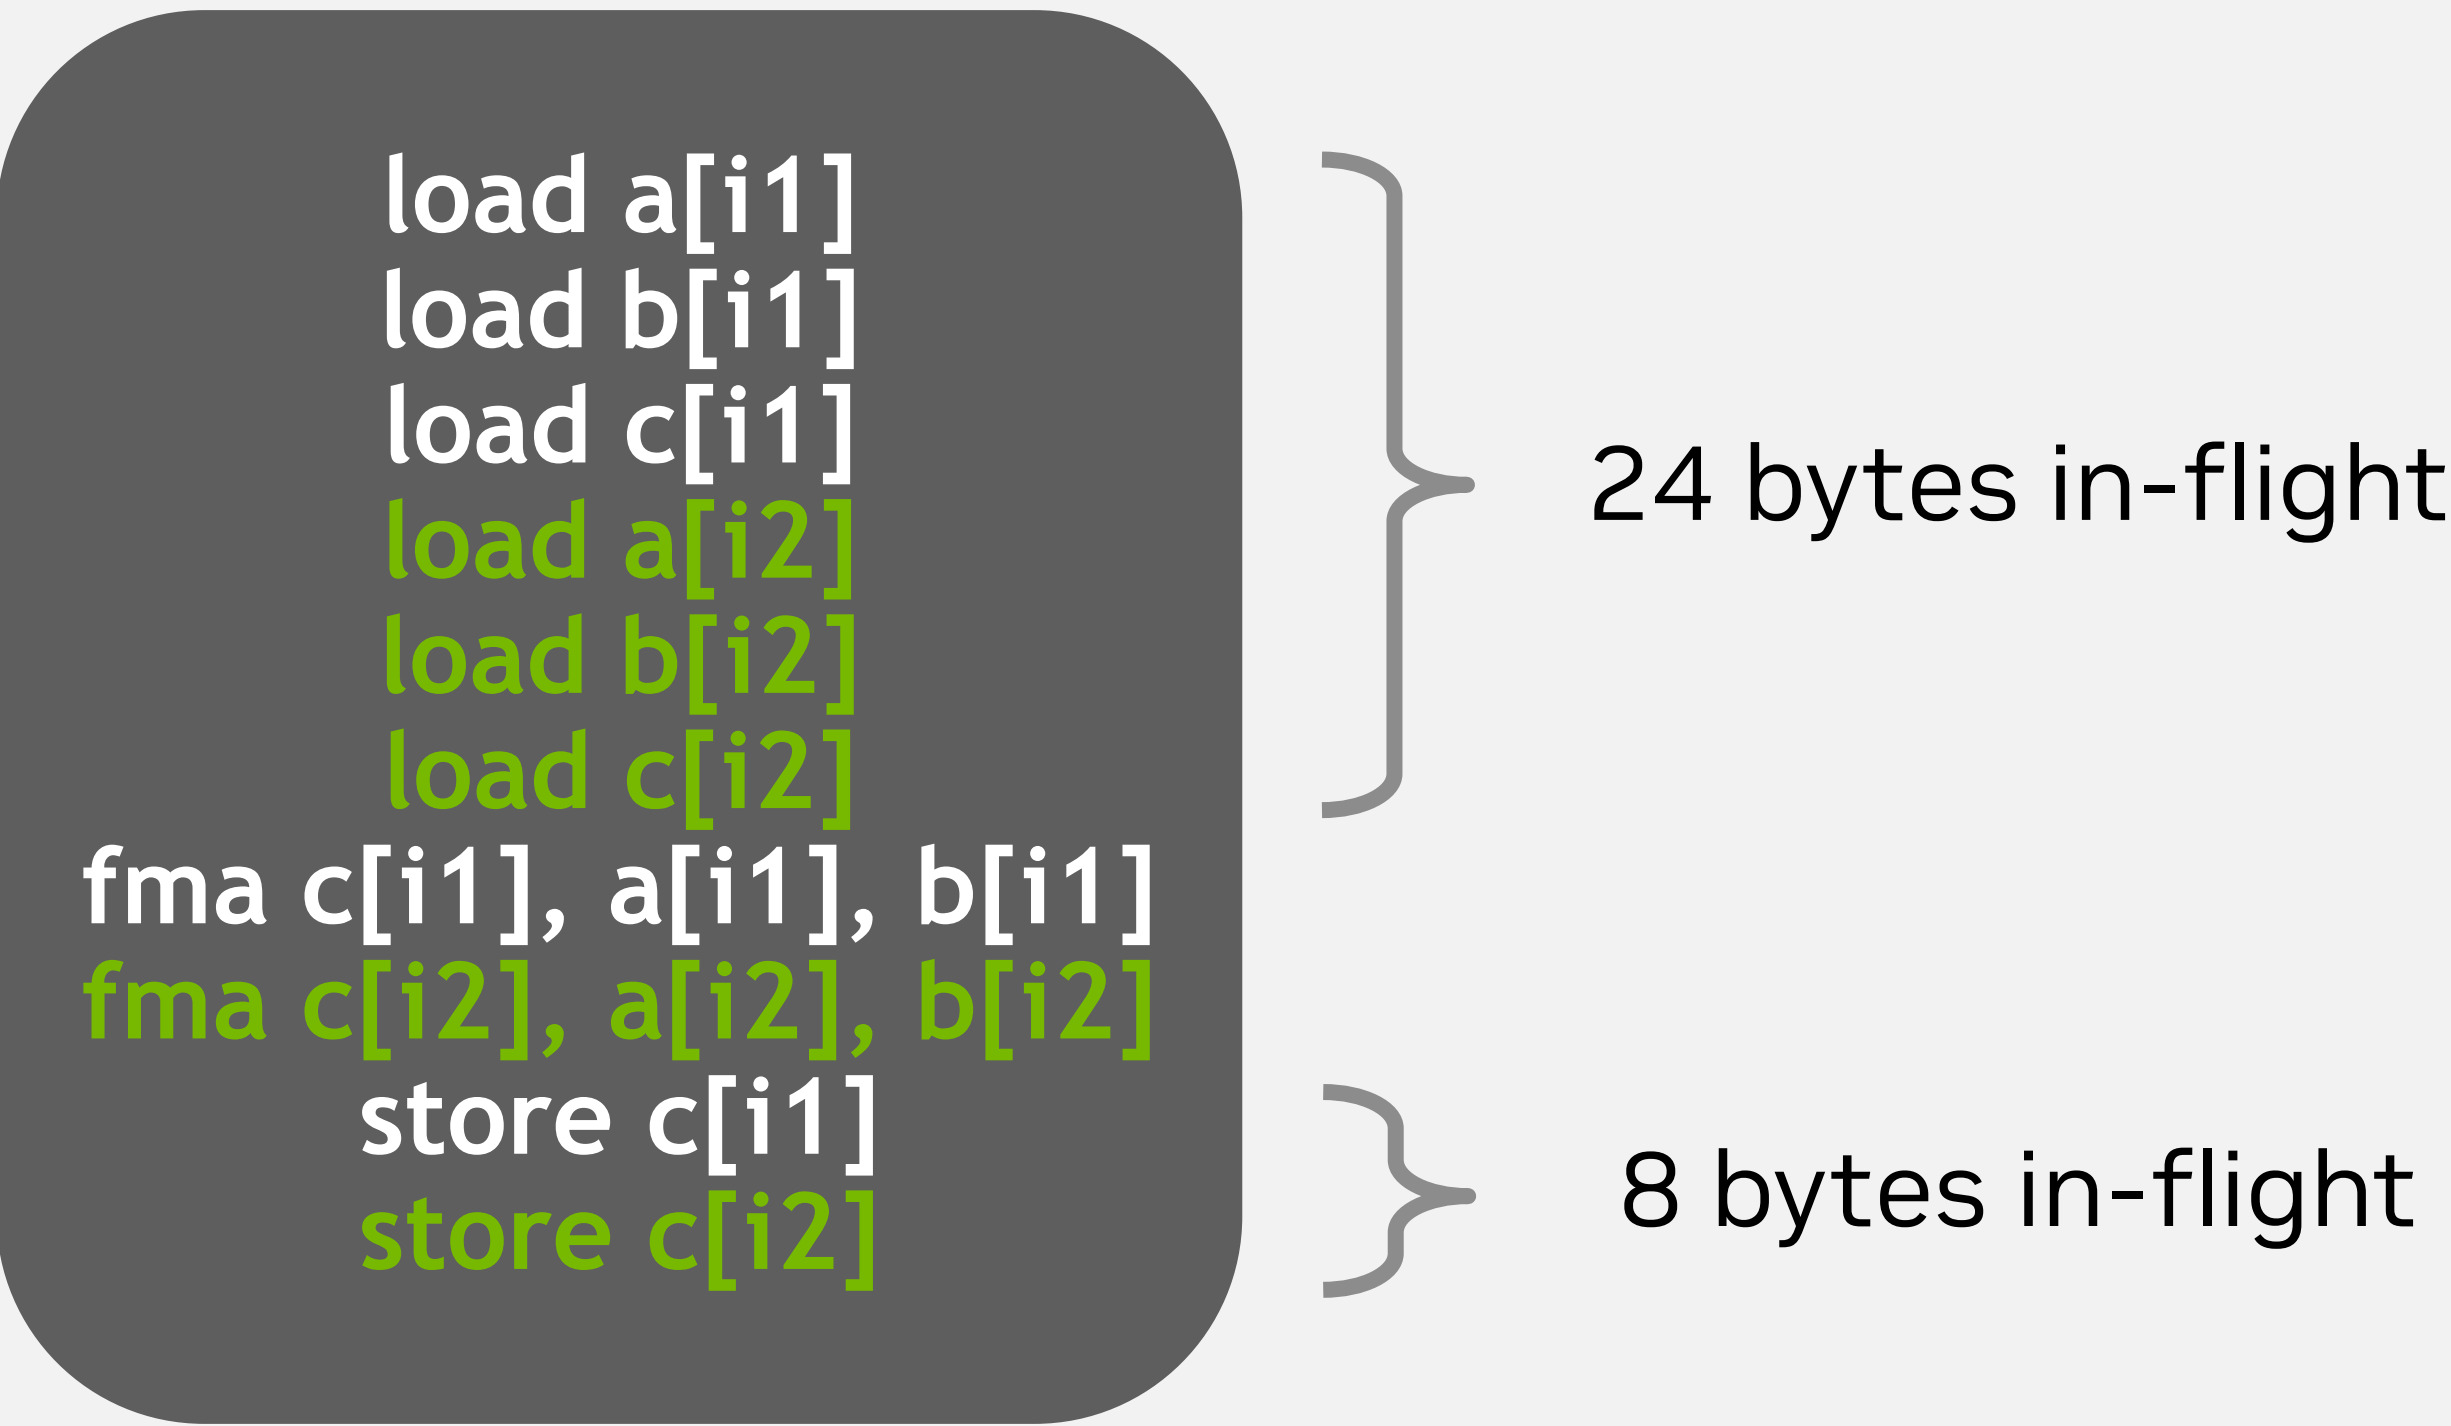 load a[i1]
load b[i1]
load c[i1]
load a[i2]
load b[i2]
load c[i2]
fma c[i1], a[i1], b[i1]
fma c[i2], a[i2], b[i2]
store c[i1]
store c[i2]
24 bytes in-flight
8 bytes in-flight